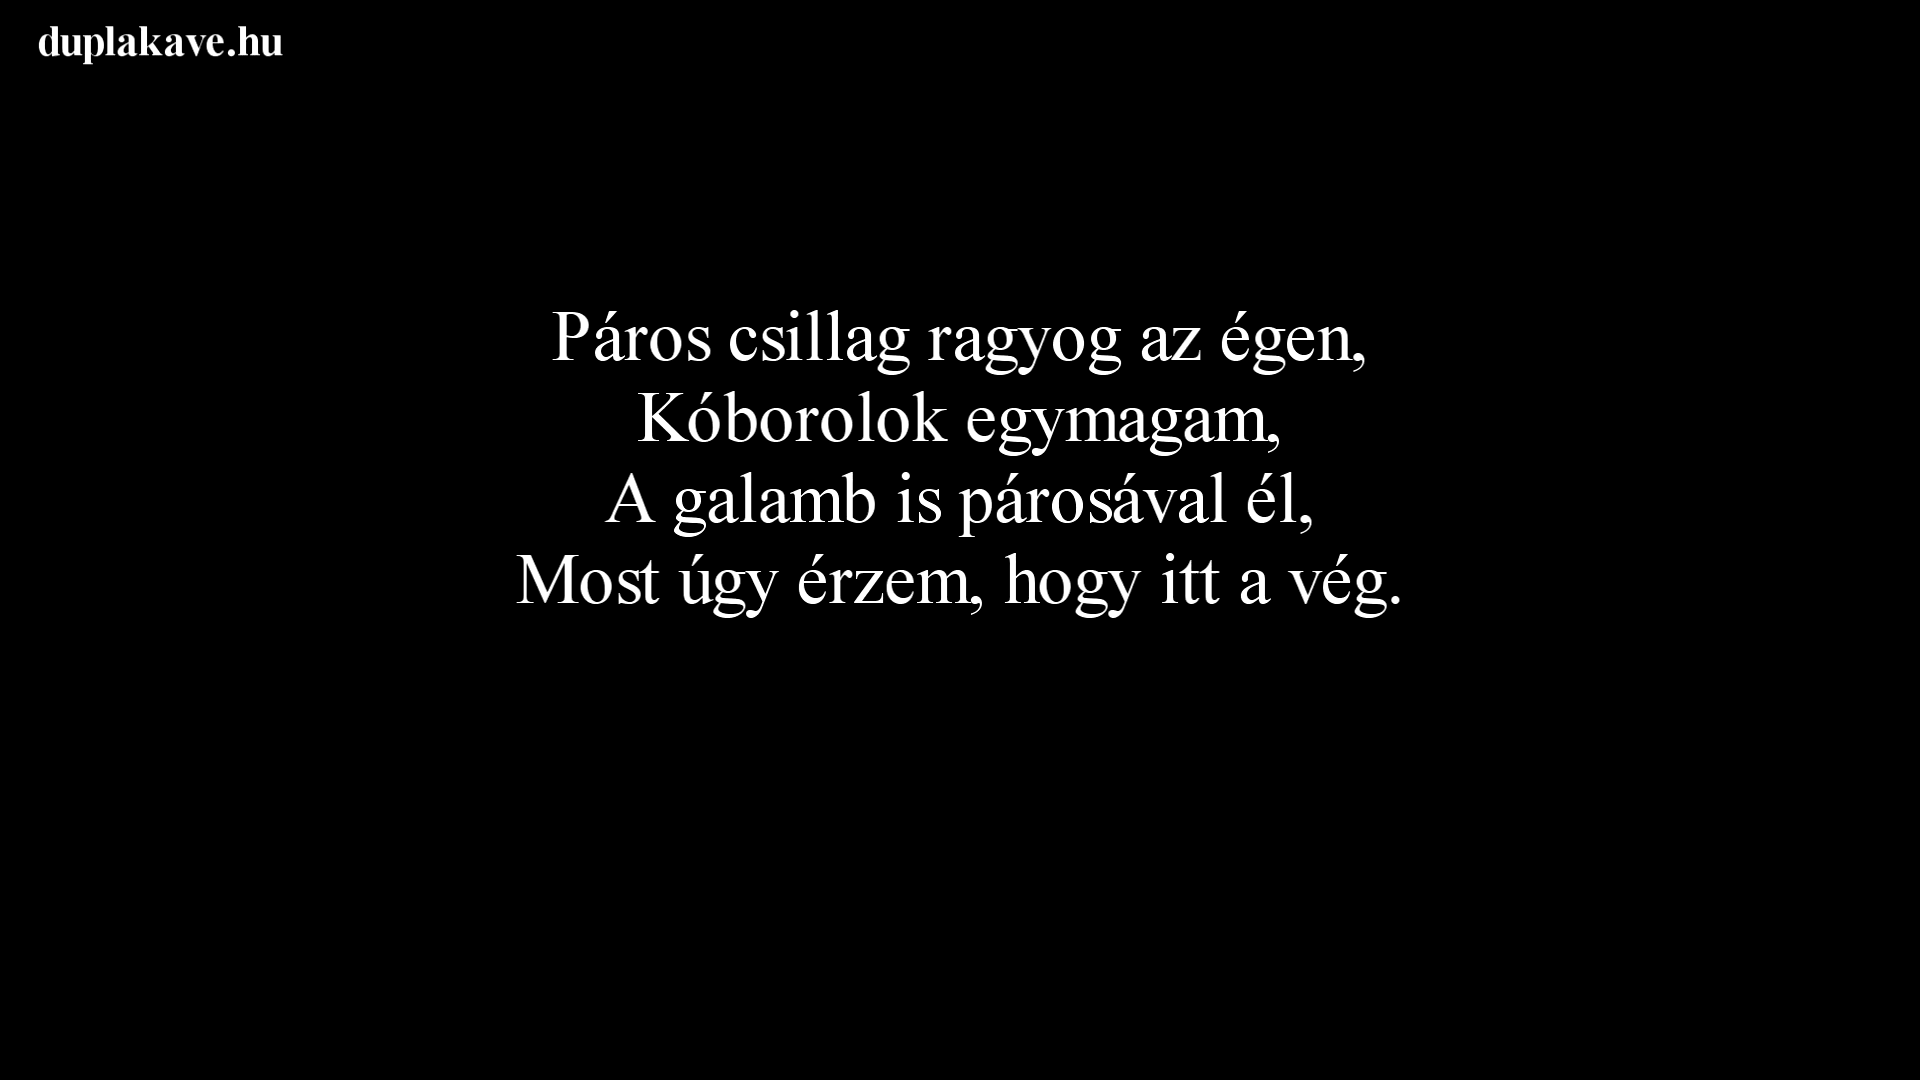 duplakave.hu
Páros csillag ragyog az égen,
Kóborolok egymagam,
A galamb is párosával él,
Most úgy érzem, hogy itt a vég.